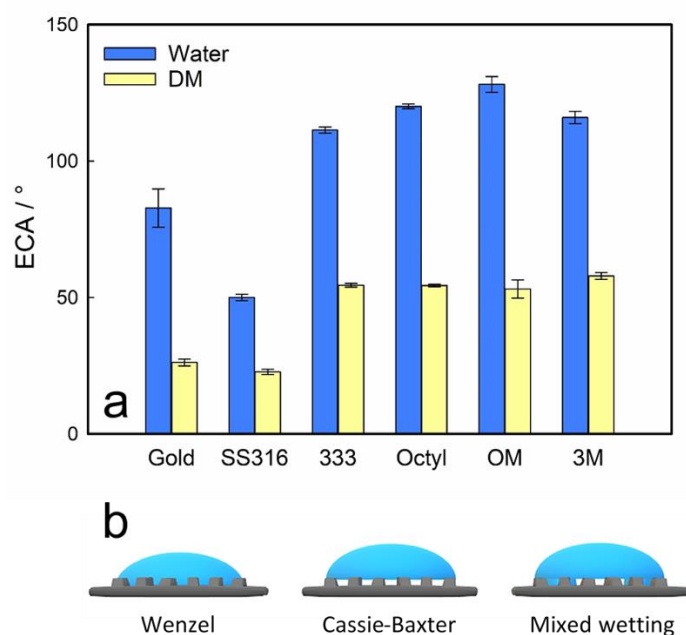 150
Water
DM
100
ECA / °
50
a
0
Gold SS316 333 Octyl OM 3M
b
Wenzel Cassie-Baxter Mixed wetting